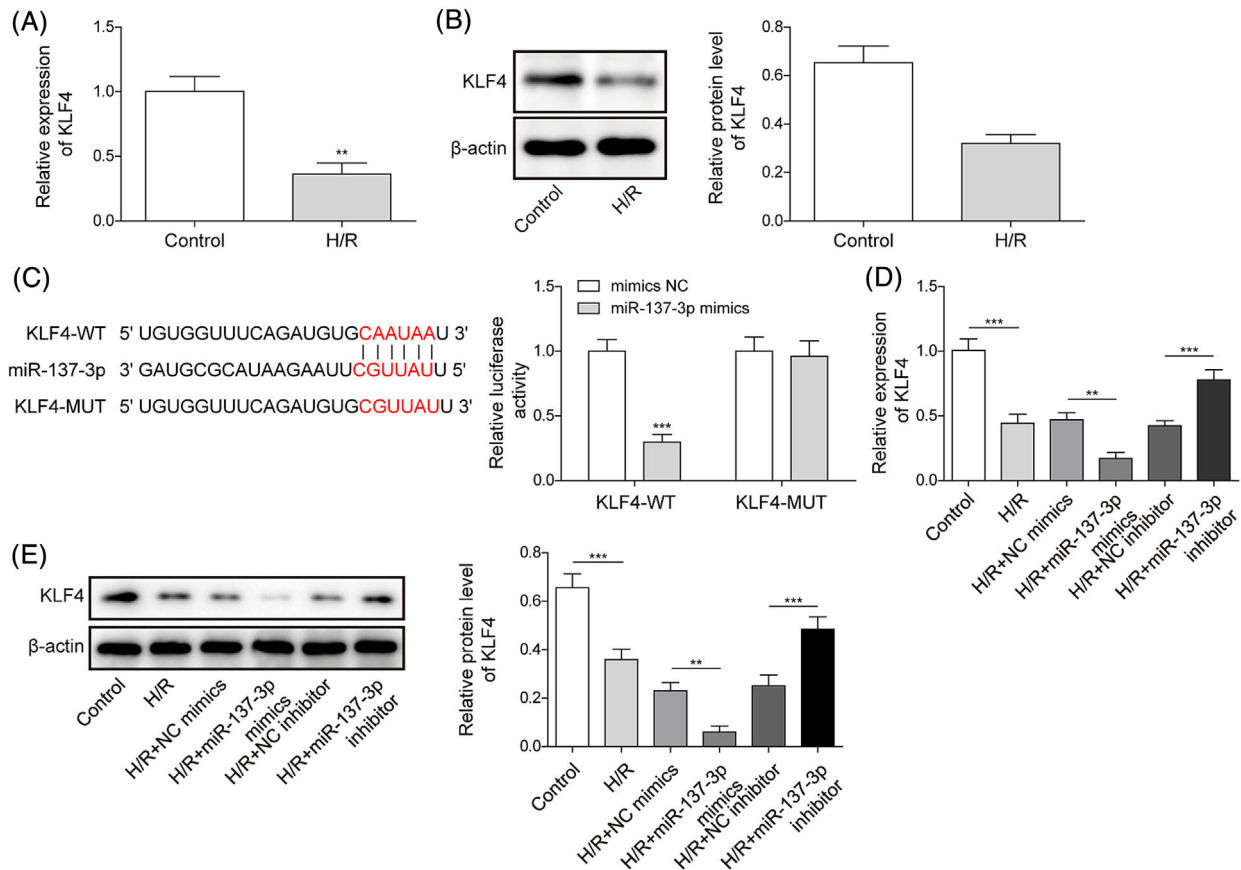 (A)
Relative expression
of KLF4
1.5
1.0
0.5
0.0
**
Control
H/R
(B)
KLF4
β-actin
Control
H/R
Relative protein level
of KLF4
0.8
0.6
0.4
0.2
0.0
Control
H/R
(C)
KLF4-WT 5' UGUGGUUUCAGAUGUGCAAUAAU 3'
miR-137-3p 3' GAUGCGCAUAAGAAUUCGUUAUU 5'
KLF4-MUT 5' UGUGGUUUCAGAUGUGCGUUAUU 3'
Relative luciferase
activity
1.5
1.0
0.5
0.0
mimics NC
miR-137-3p mimics
***
KLF4-WT
KLF4-MUT
(D)
Relative expression
of KLF4
1.5
1.0
0.5
0.0
***
**
***
Control
H/R
H/R+NC mimics
H/R+miR-137-3p
mimics
H/R+NC inhibitor
H/R+miR-137-3p
inhibitor
(E)
KLF4
β-actin
Control
H/R
H/R+NC mimics
H/R+miR-137-3p
mimics
H/R+NC inhibitor
H/R+miR-137-3p
inhibitor
Relative protein level
of KLF4
0.8
0.6
0.4
0.2
0.0
***
**
***
Control
H/R
H/R+NC mimics
H/R+miR-137-3p
mimics
H/R+NC inhibitor
H/R+miR-137-3p
inhibitor